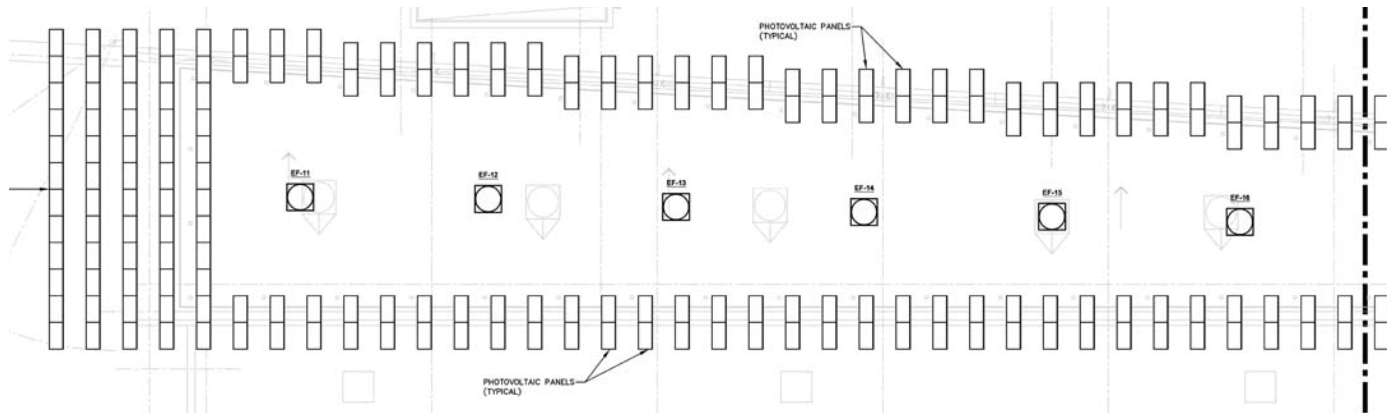 PHOTOVOLTAIC PANELS
(TYPICAL)
EF-11
EF-12
EF-13
EF-14
EF-15
EF-16
PHOTOVOLTAIC PANELS
(TYPICAL)